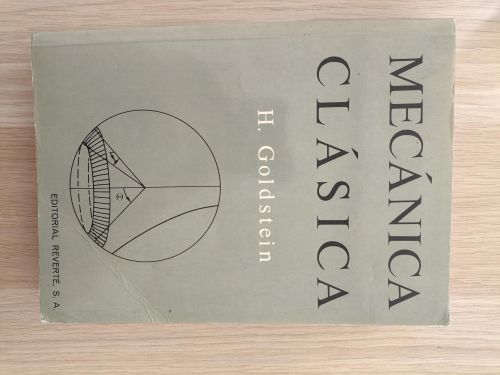 MECÁNICA
CLÁSICA
H. Goldstein
Θ
EDITORIAL REVERTÉ, S. A.